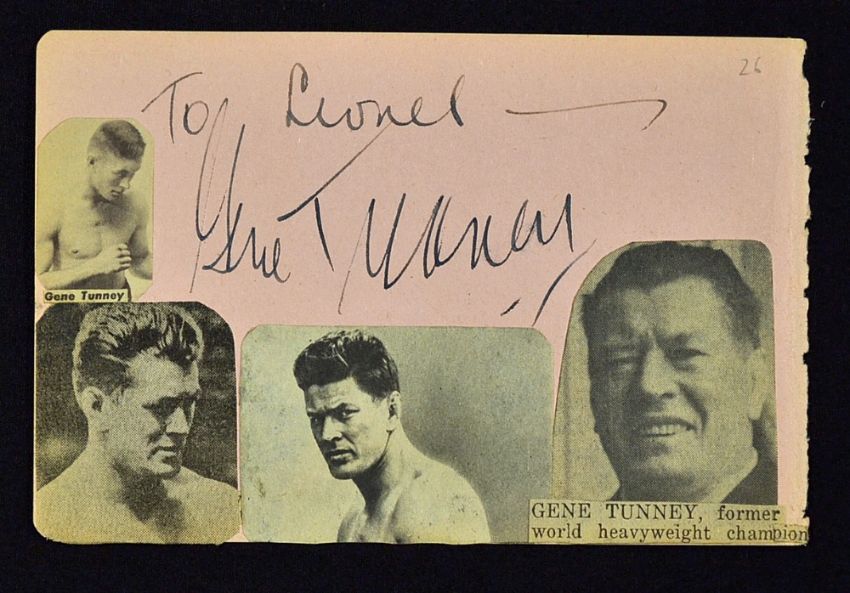 26
To Lionel
Gene Tunney
Gene Tunney
GENE TUNNEY, former
world heavyweight champion